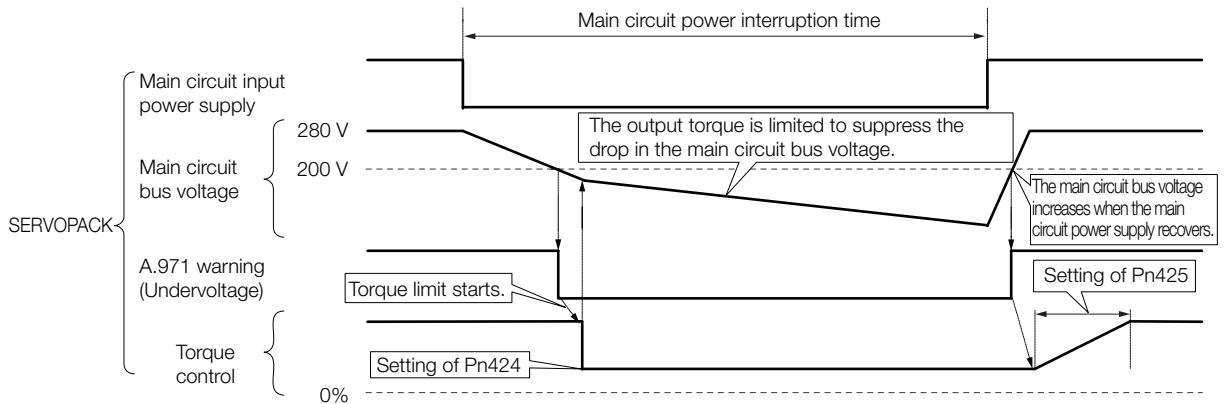 Main circuit power interruption time
Main circuit input
power supply
280 V
The output torque is limited to suppress the
drop in the main circuit bus voltage.
Main circuit
bus voltage
200 V
The main circuit bus voltage
increases when the main
circuit power supply recovers.
SERVOPACK
A.971 warning
(Undervoltage)
Torque limit starts.
Setting of Pn425
Torque
control
Setting of Pn424
0%